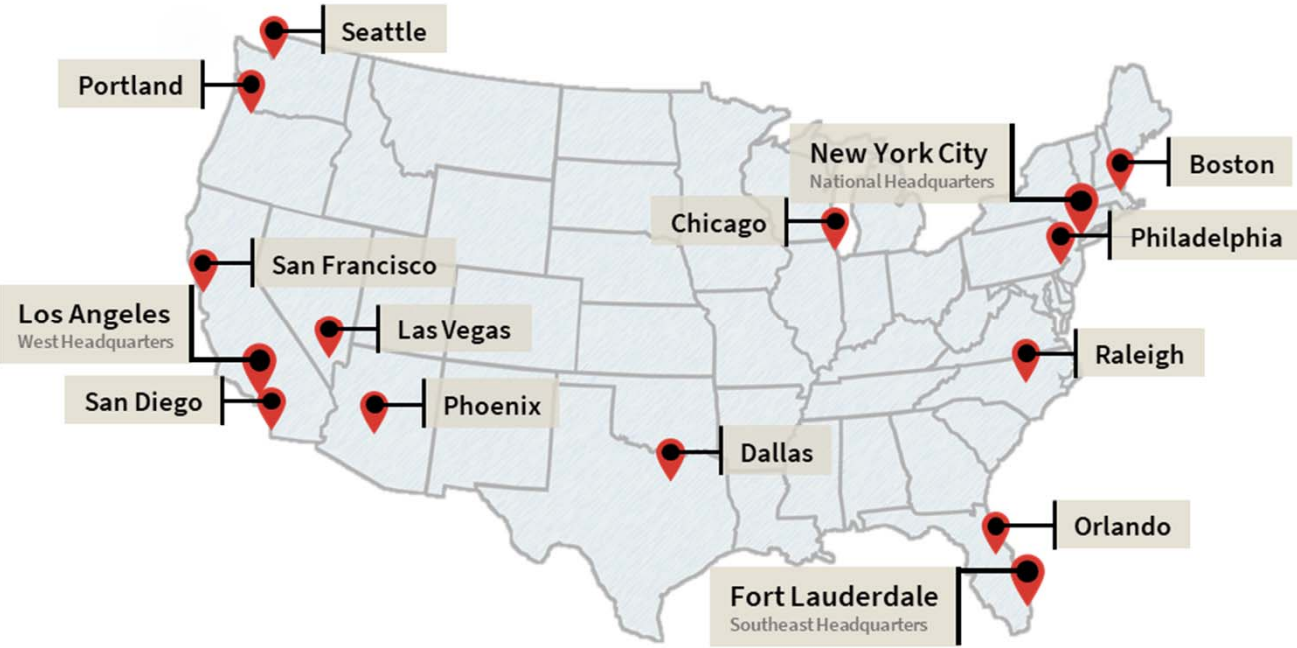 Seattle
Portland
New York City
National Headquarters
Boston
Chicago
Philadelphia
San Francisco
Los Angeles
West Headquarters
Las Vegas
Raleigh
San Diego
Phoenix
Dallas
Orlando
Fort Lauderdale
Southeast Headquarters